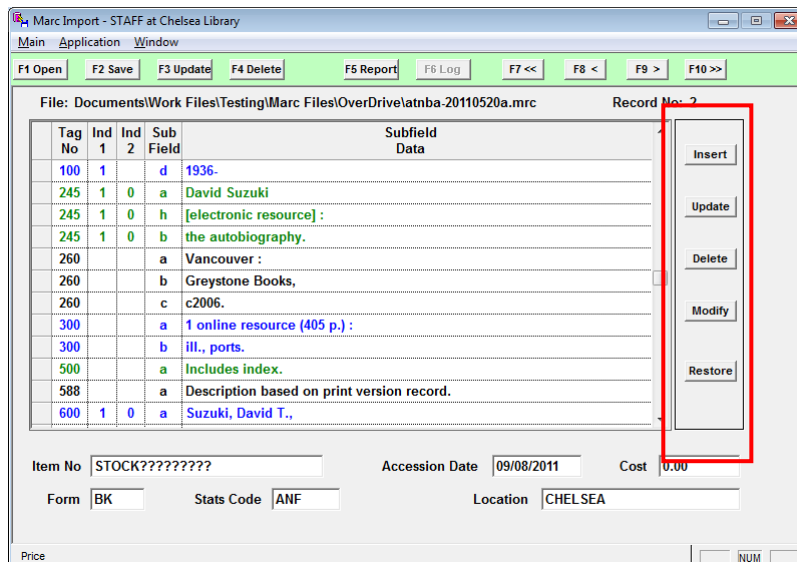 Marc Import - STAFF at Chelsea Library
Main Application Window
F1 Open F2 Save F3 Update F4 Delete F5 Report F6 Log F7 << F8 < F9 > F10 >>
File: Documents\Work Files\Testing\Marc Files\OverDrive\atnba-20110520a.mrc Record No: 2
Tag Ind Ind Sub Subfield
No 1 2 Field Data
100 1 d 1936-
245 1 0 a David Suzuki
245 1 0 h [electronic resource] :
245 1 0 b the autobiography.
260 a Vancouver :
260 b Greystone Books,
260 c c2006.
300 a 1 online resource (405 p.) :
300 b ill., ports.
500 a Includes index.
588 a Description based on print version record.
600 1 0 a Suzuki, David T.,
Insert
Update
Delete
Modify
Restore
Item No STOCK????????? Accession Date 09/08/2011 Cost 0.00
Form BK Stats Code ANF Location CHELSEA
Price NUM